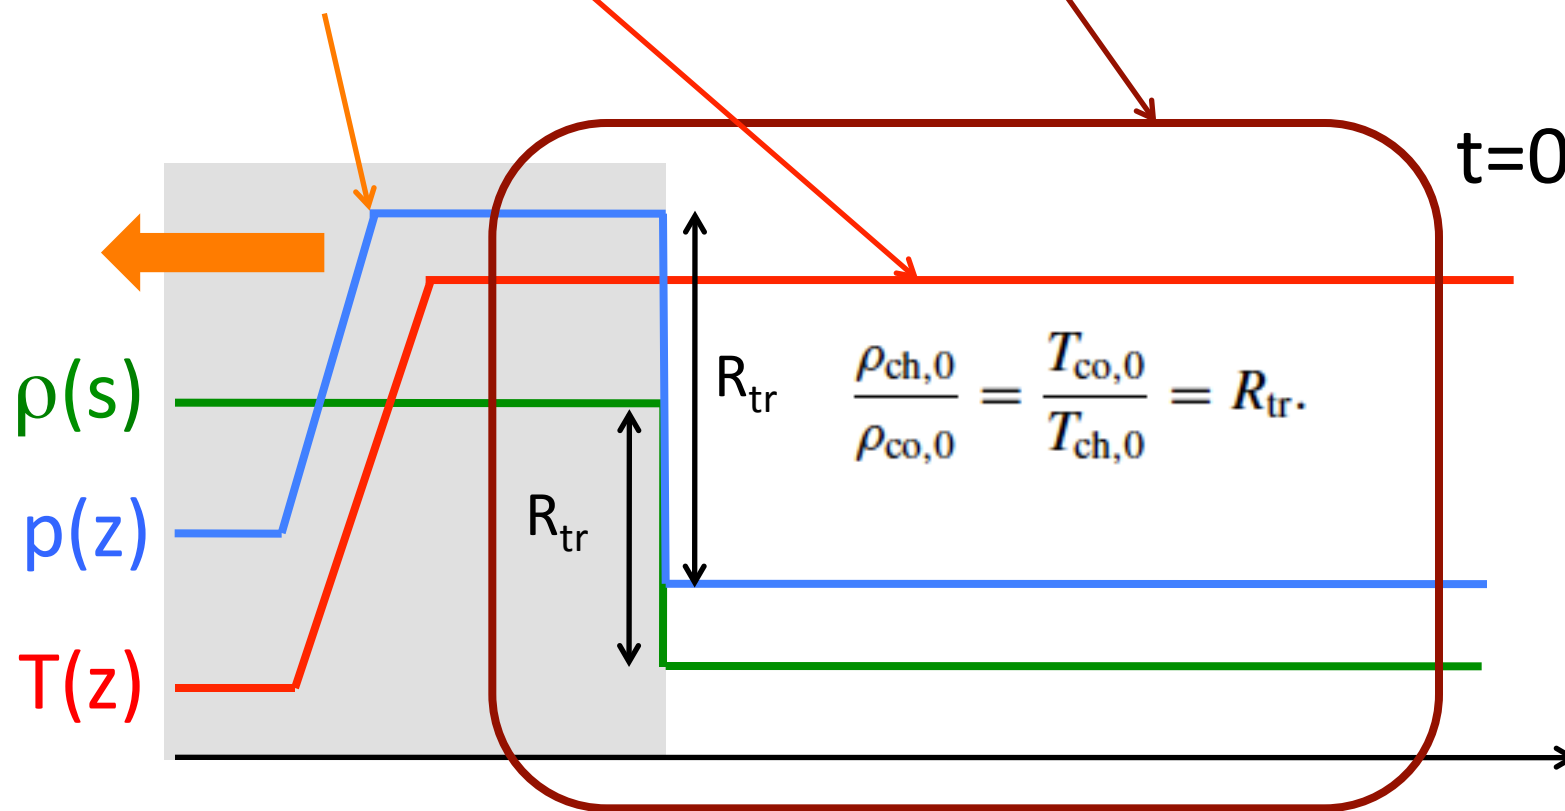 t=0
ρ(s)
p(z)
T(z)
R_tr
R_tr
ρ_ch,0 / ρ_co,0 = T_co,0 / T_ch,0 = R_tr.